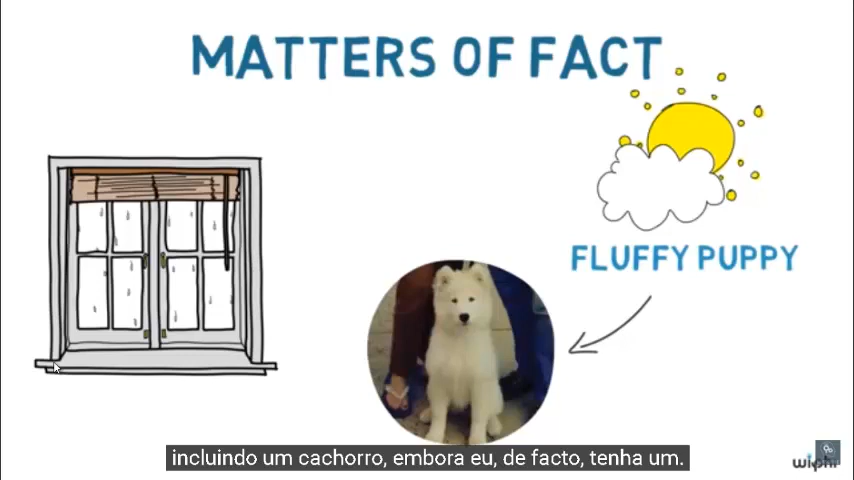 MATTERS OF FACT
FLUFFY PUPPY
incluindo um cachorro, embora eu, de facto, tenha um.
wiphi